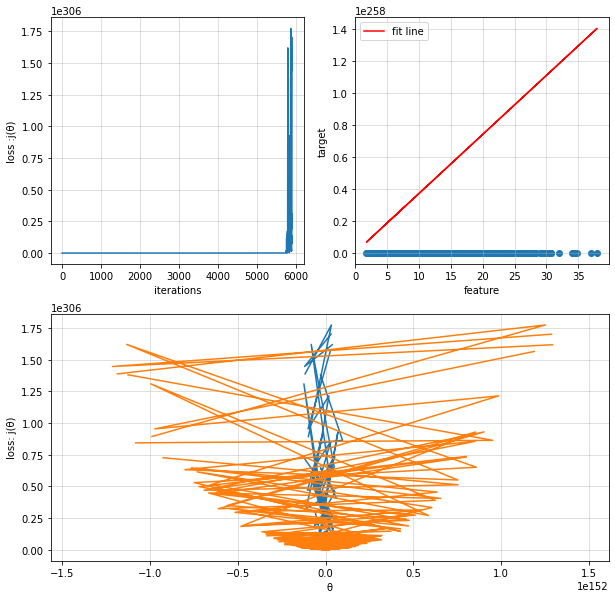 1e306
1.75
1.50
1.25
1.00
0.75
0.50
0.25
0.00
loss :j(θ)
0 1000 2000 3000 4000 5000 6000
iterations
1e258
fit line
1.4
1.2
1.0
0.8
0.6
0.4
0.2
0.0
target
0 5 10 15 20 25 30 35
feature
1e306
1.75
1.50
1.25
1.00
0.75
0.50
0.25
0.00
loss: j(θ)
−1.5 −1.0 −0.5 0.0 0.5 1.0 1.5
θ
1e152